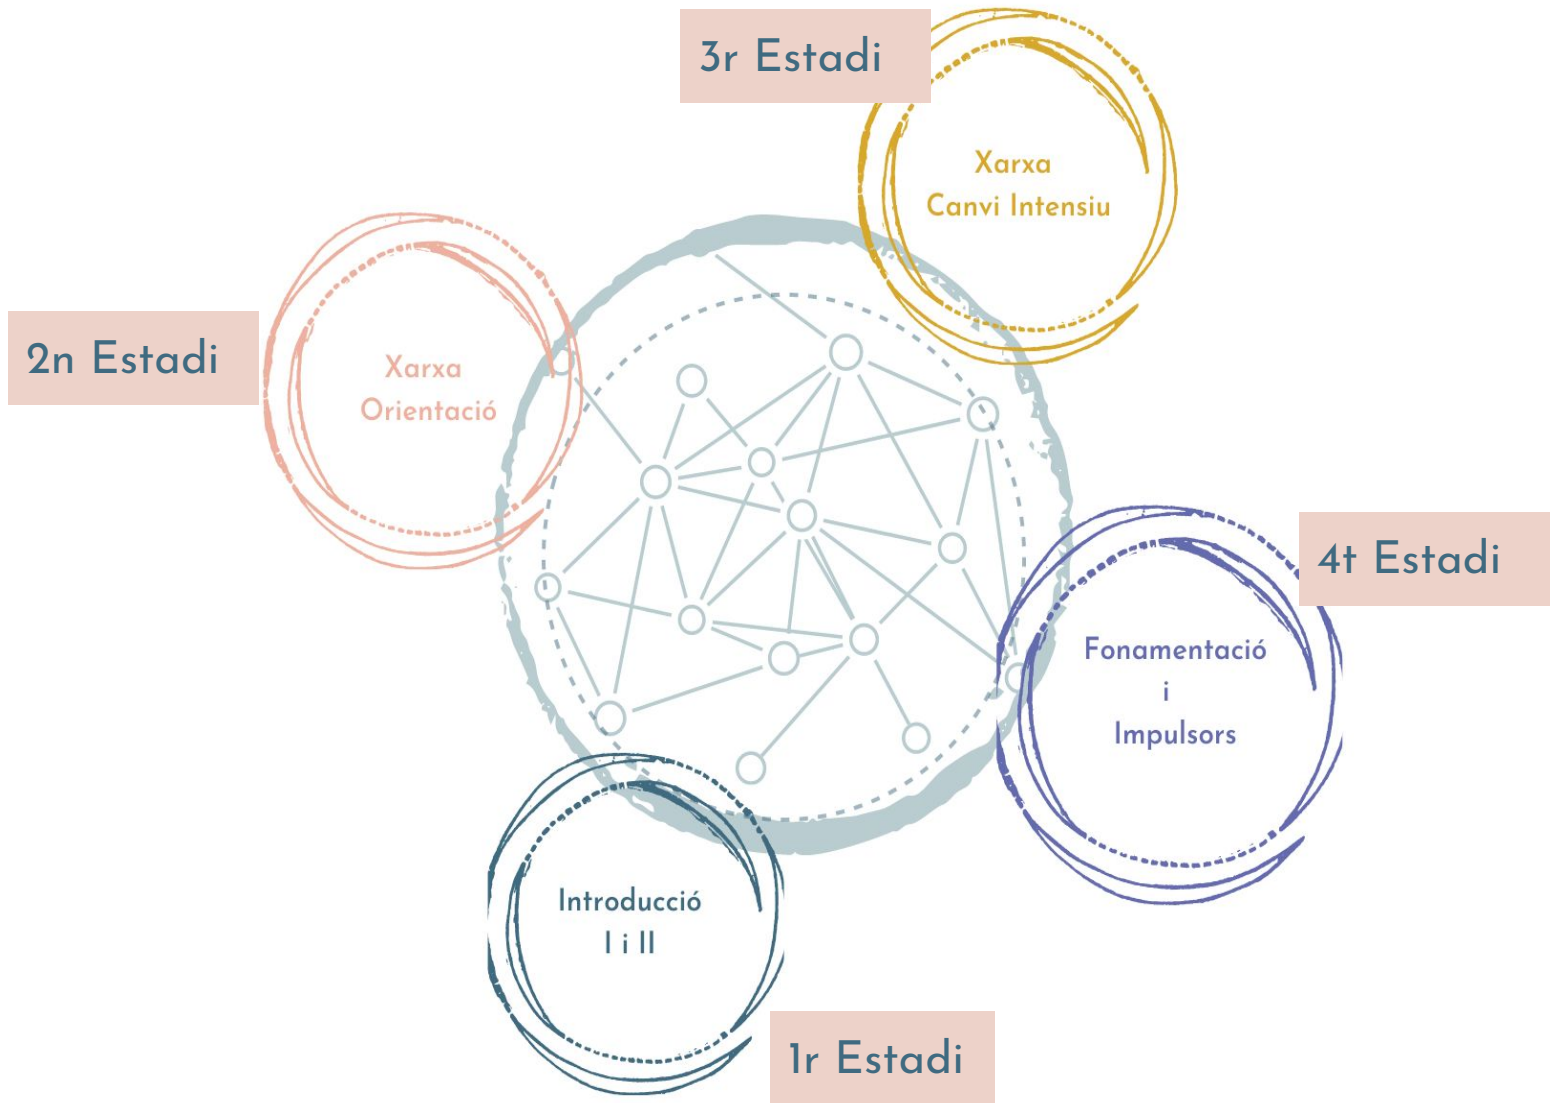 3r Estadi
Xarxa
Canvi Intensiu
2n Estadi
Xarxa
Orientació
4t Estadi
Fonamentació
i
Impulsors
Introducció
I i II
1r Estadi